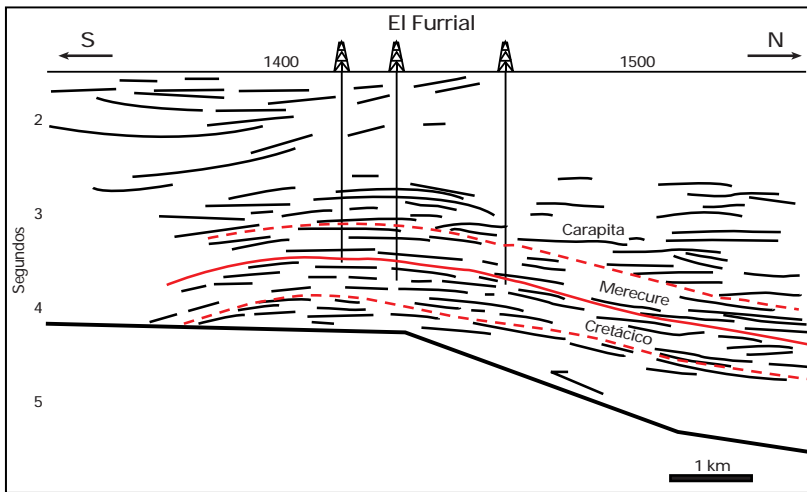 El Furrial
S
N
1400
1500
2
3
4
5
Segundos
Carapita
Merecure
Cretácico
1 km